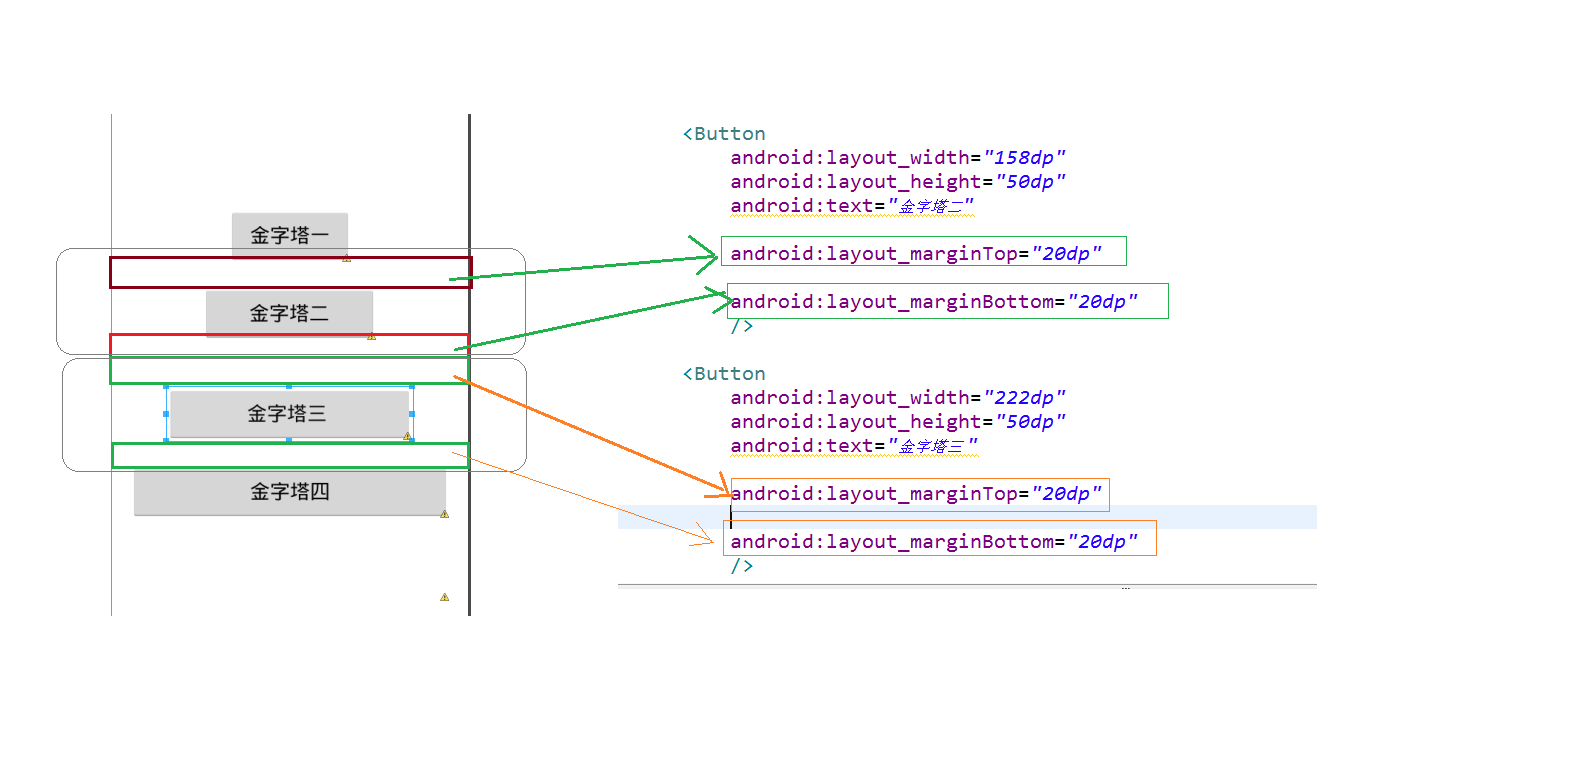 金字塔一
金字塔二
金字塔三
金字塔四
<Button
android:layout_width="158dp"
android:layout_height="50dp"
android:text="金字塔二"
android:layout_marginTop="20dp"
android:layout_marginBottom="20dp"
/>
<Button
android:layout_width="222dp"
android:layout_height="50dp"
android:text="金字塔三"
android:layout_marginTop="20dp"
android:layout_marginBottom="20dp"
/>